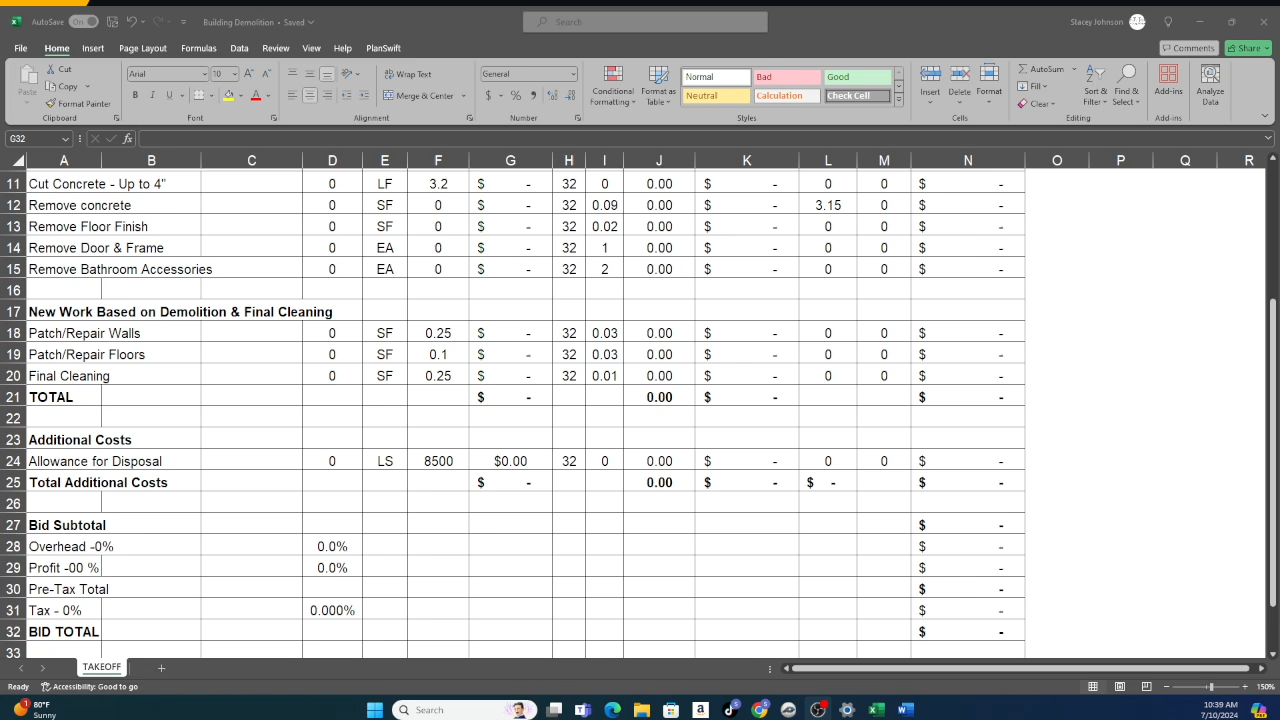 AutoSave On Building Demolition • Saved Search Stacey Johnson
File Home Insert Page Layout Formulas Data Review View Help PlanSwift Comments Share
Paste Cut Copy Format Painter Clipboard
Arial 10 A A B I U A Font
Wrap Text Merge & Center Alignment
General $ % , Number
Conditional Formatting Format as Table Normal Bad Good Neutral Calculation Check Cell Styles
Insert Delete Format Cells
AutoSum Fill Clear Sort & Filter Find & Select Editing
Add-ins Add-ins
Analyze Data
G32 fx
A B C D E F G H I J K L M N O P Q R
11 Cut Concrete - Up to 4" 0 LF 3.2 $ - 32 0 0.00 $ - 0 0 $ -
12 Remove concrete 0 SF 0 $ - 32 0.09 0.00 $ - 3.15 0 $ -
13 Remove Floor Finish 0 SF 0 $ - 32 0.02 0.00 $ - 0 0 $ -
14 Remove Door & Frame 0 EA 0 $ - 32 1 0.00 $ - 0 0 $ -
15 Remove Bathroom Accessories 0 EA 0 $ - 32 2 0.00 $ - 0 0 $ -
16
17 New Work Based on Demolition & Final Cleaning
18 Patch/Repair Walls 0 SF 0.25 $ - 32 0.03 0.00 $ - 0 0 $ -
19 Patch/Repair Floors 0 SF 0.1 $ - 32 0.03 0.00 $ - 0 0 $ -
20 Final Cleaning 0 SF 0.25 $ - 32 0.01 0.00 $ - 0 0 $ -
21 TOTAL $ - 0.00 $ - $ -
22
23 Additional Costs
24 Allowance for Disposal 0 LS 8500 $0.00 32 0 0.00 $ - 0 0 $ -
25 Total Additional Costs $ - 0.00 $ - $ - $ -
26
27 Bid Subtotal $ -
28 Overhead -0% 0.0% $ -
29 Profit -00 % 0.0% $ -
30 Pre-Tax Total $ -
31 Tax - 0% 0.000% $ -
32 BID TOTAL $ -
33
TAKEOFF
Ready Accessibility: Good to go 150%
1 80°F Search 10:39 AM
Sunny 7/10/2024